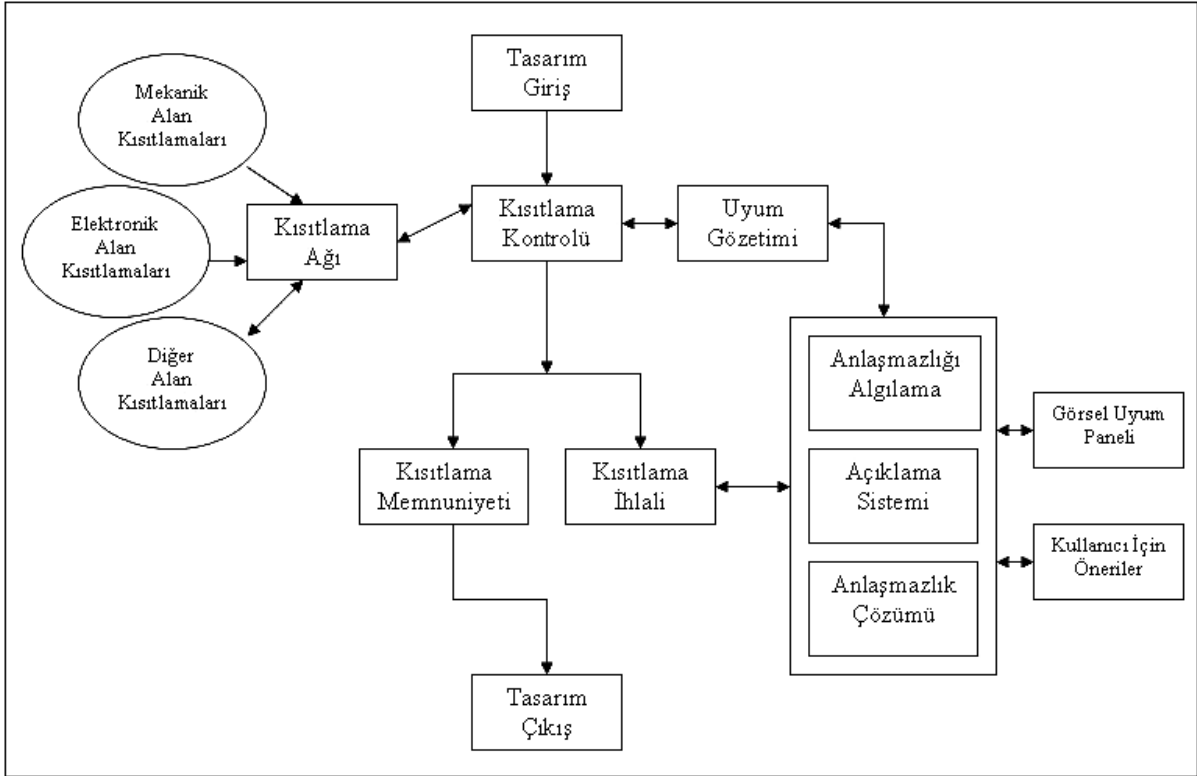 Tasarım
Giriş
Mekanik
Alan
Kısıtlamaları
Elektronik
Alan
Kısıtlamaları
Diğer
Alan
Kısıtlamaları
Kısıtlama
Ağı
Kısıtlama
Kontrolü
Uyum
Gözetimi
Kısıtlama
Memnuniyeti
Kısıtlama
İhlali
Anlaşmazlığı
Algılama
Açıklama
Sistemi
Anlaşmazlık
Çözümü
Görsel Uyum
Paneli
Kullanıcı İçin
Öneriler
Tasarım
Çıkış